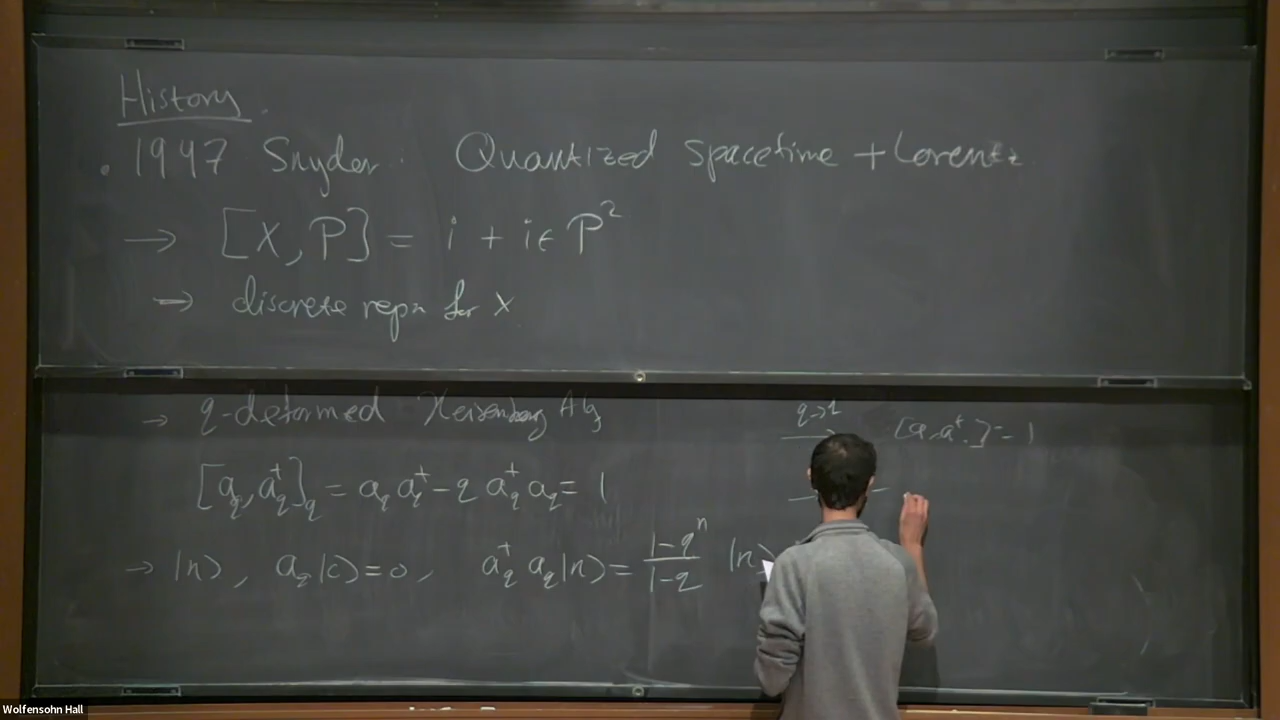 History.
. 1947 Snyder: Quantized spacetime + Lorentz.
→ [X, P] = i + iϵ P²
→ discrete repn for X
→ q-deformed Heisenberg Alg
q→1
→ [a, a†] = 1
[a_q, a_q†]_q = a_q a_q† - q a_q† a_q = 1
→ |n⟩, a_q|0⟩ = 0, a_q† a_q|n⟩ = (1-qⁿ)/(1-q) |n⟩
Wolfensohn Hall